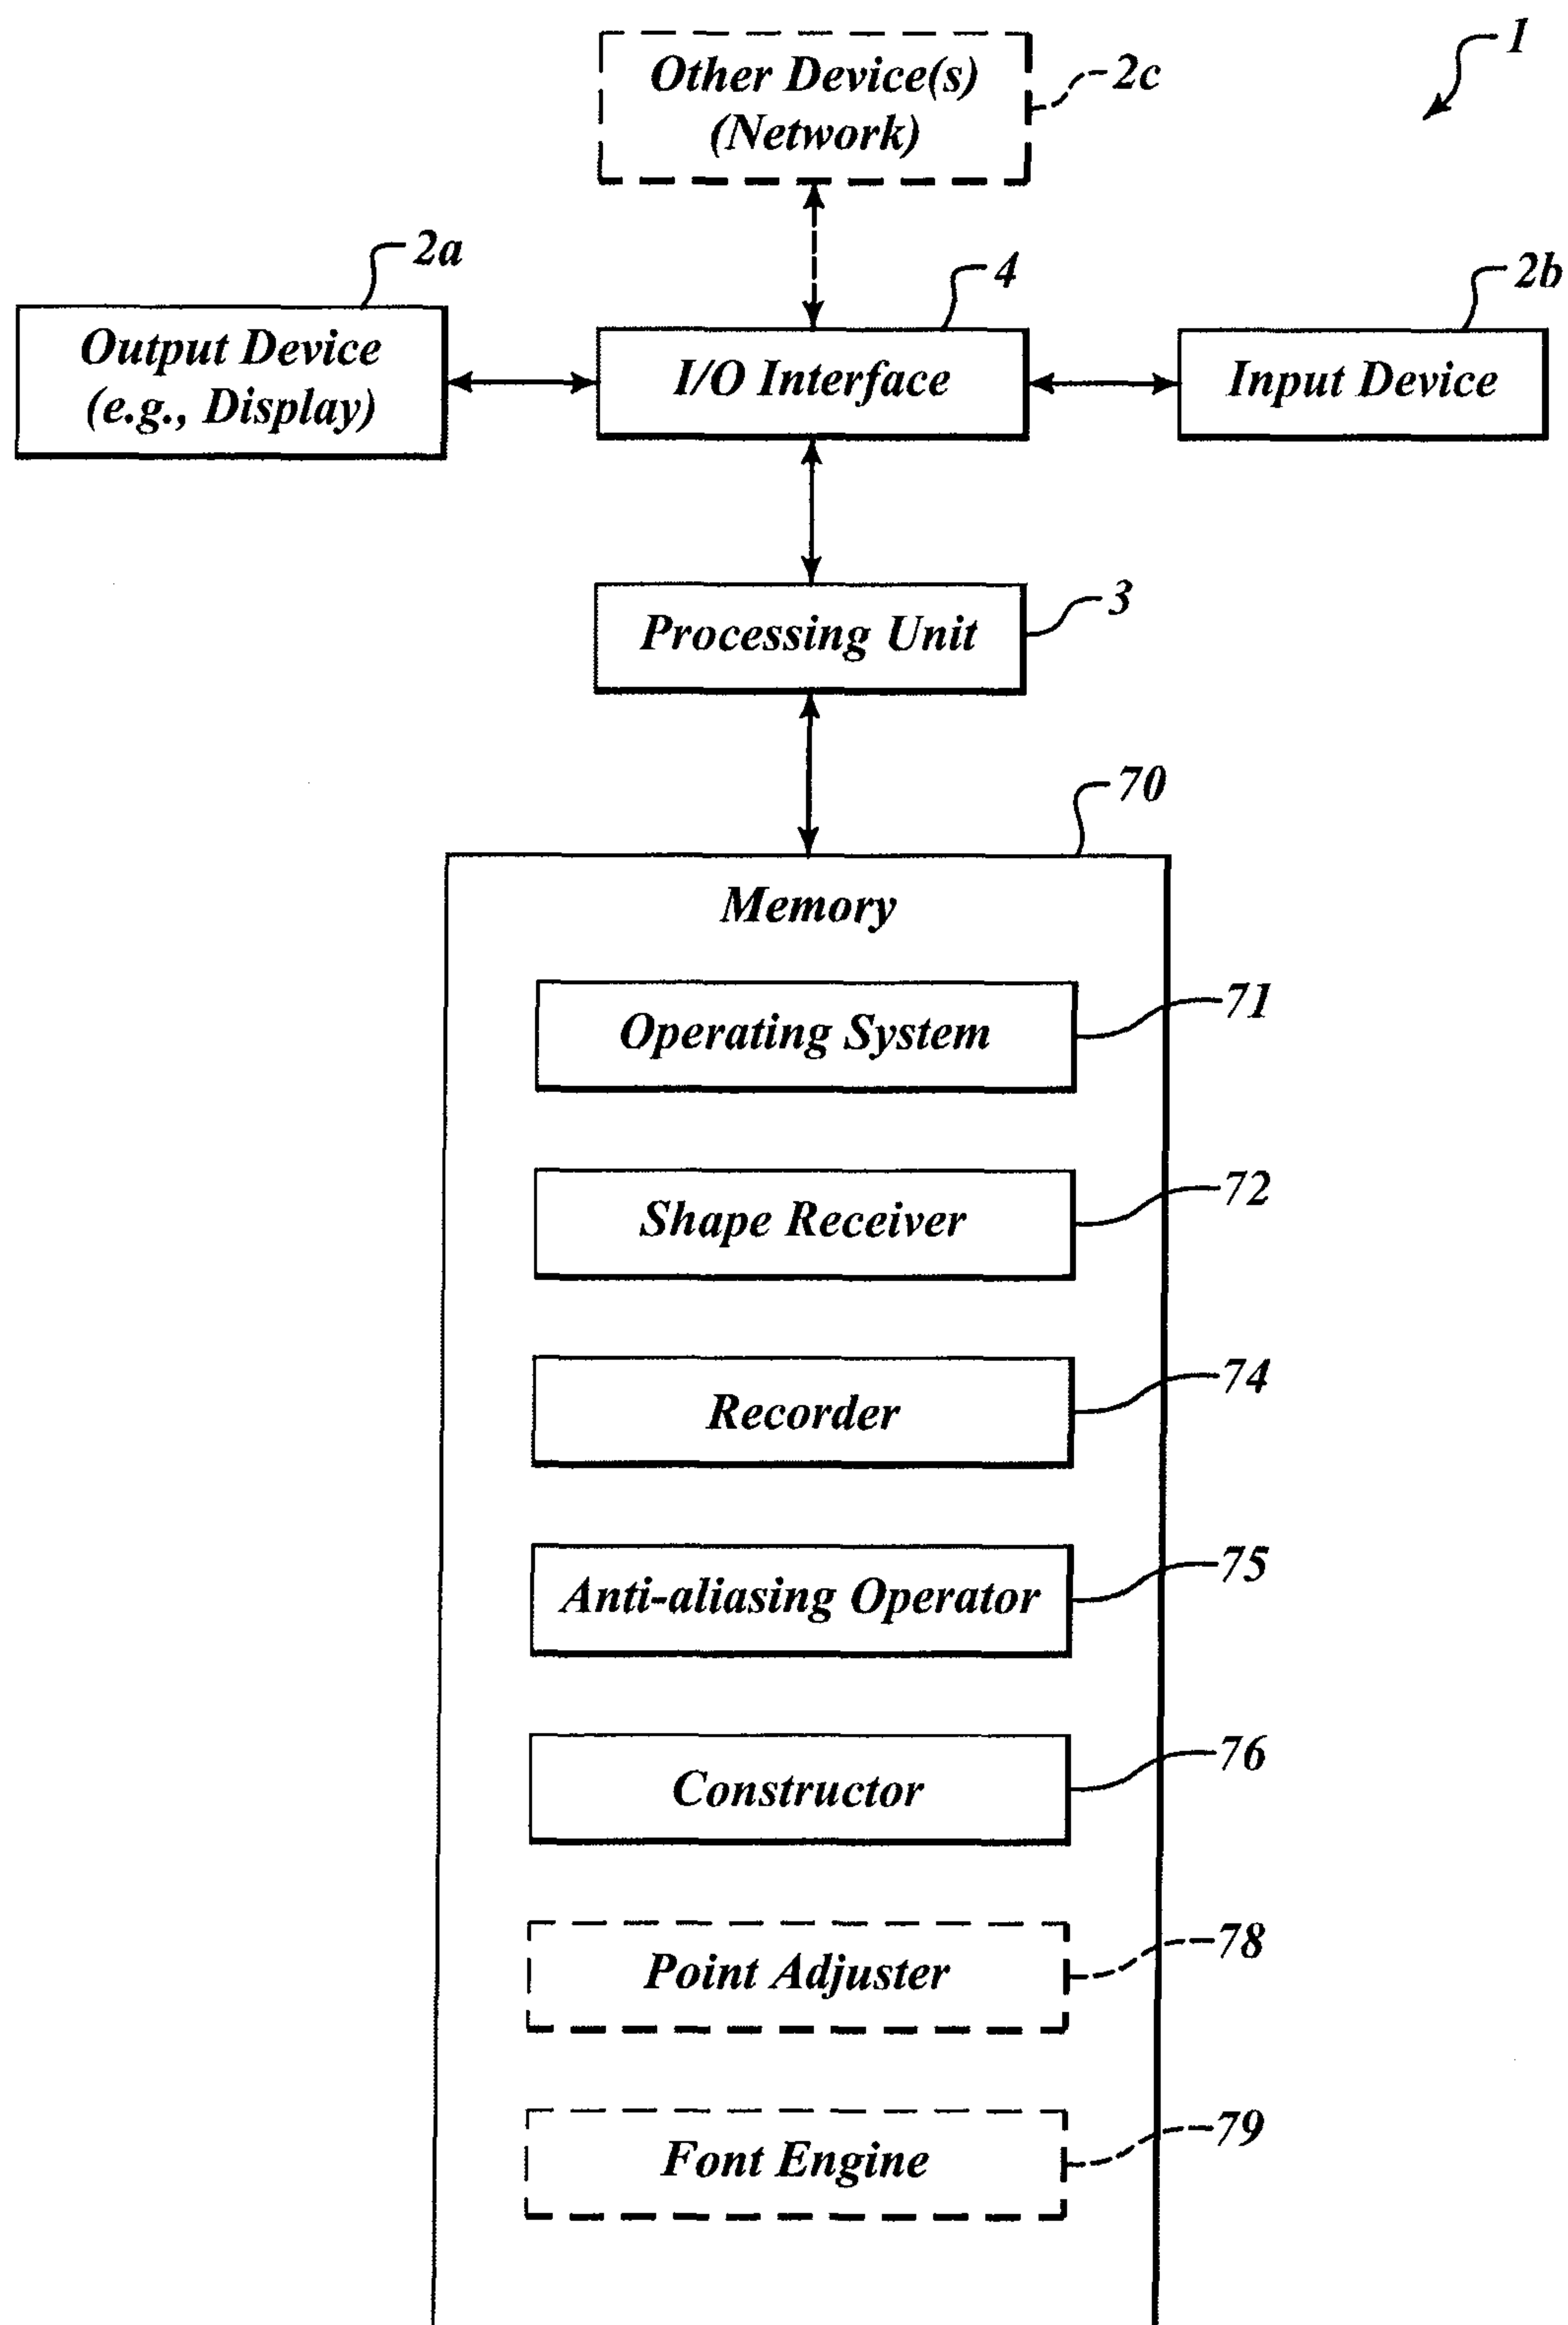 1
Other Device(s)
(Network)
2c
2a
Output Device
(e.g., Display)
4
I/O Interface
2b
Input Device
3
Processing Unit
70
Memory
71
Operating System
72
Shape Receiver
74
Recorder
75
Anti-aliasing Operator
76
Constructor
78
Point Adjuster
79
Font Engine